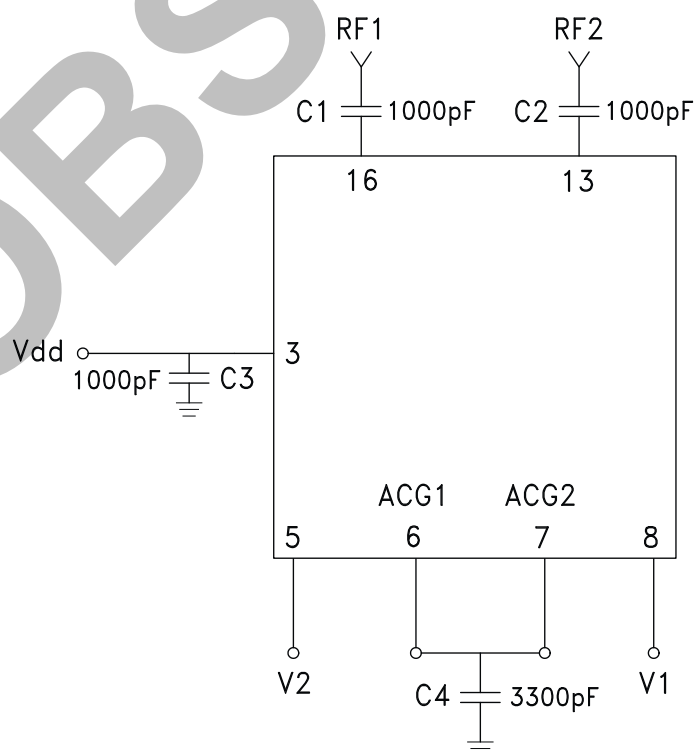 RF1 RF2
C1 1000pF C2 1000pF
16 13
Vdd 3
1000pF C3
ACG1 ACG2
5 6 7 8
V2 V1
C4 3300pF
OBS